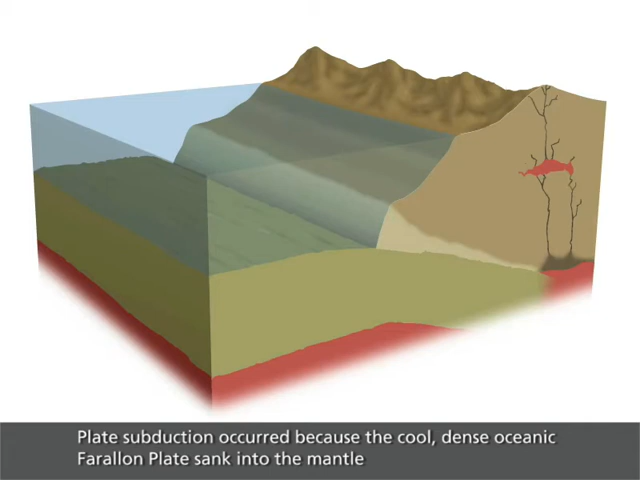 Plate subduction occurred because the cool, dense oceanic
Farallon Plate sank into the mantle